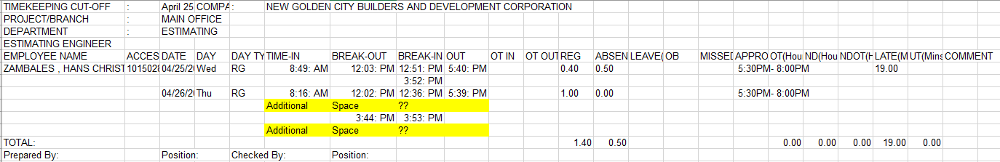 TIMEKEEPING CUT-OFF : April 25 COMPA : NEW GOLDEN CITY BUILDERS AND DEVELOPMENT CORPORATION
PROJECT/BRANCH : MAIN OFFICE
DEPARTMENT : ESTIMATING
ESTIMATING ENGINEER
EMPLOYEE NAME ACCES DATE DAY DAY TY TIME-IN BREAK-OUT BREAK-IN OUT OT IN OT OUT REG ABSEN LEAVE( OB MISSED APPRO OT(Hou ND(Hou NDOT(H LATE(M UT(Mins COMMENT
ZAMBALES , HANS CHRIST 1015028 04/25/20 Wed RG 8:49: AM 12:03: PM 12:51: PM 5:40: PM 0.40 0.50 5:30PM- 8:00PM 19.00
3:52: PM
04/26/20 Thu RG 8:16: AM 12:02: PM 12:36: PM 5:39: PM 1.00 0.00 5:30PM- 8:00PM
Additional Space ??
3:44: PM 3:53: PM
Additional Space ??
TOTAL: 1.40 0.50 0.00 0.00 0.00 19.00 0.00
Prepared By: Position: Checked By: Position: